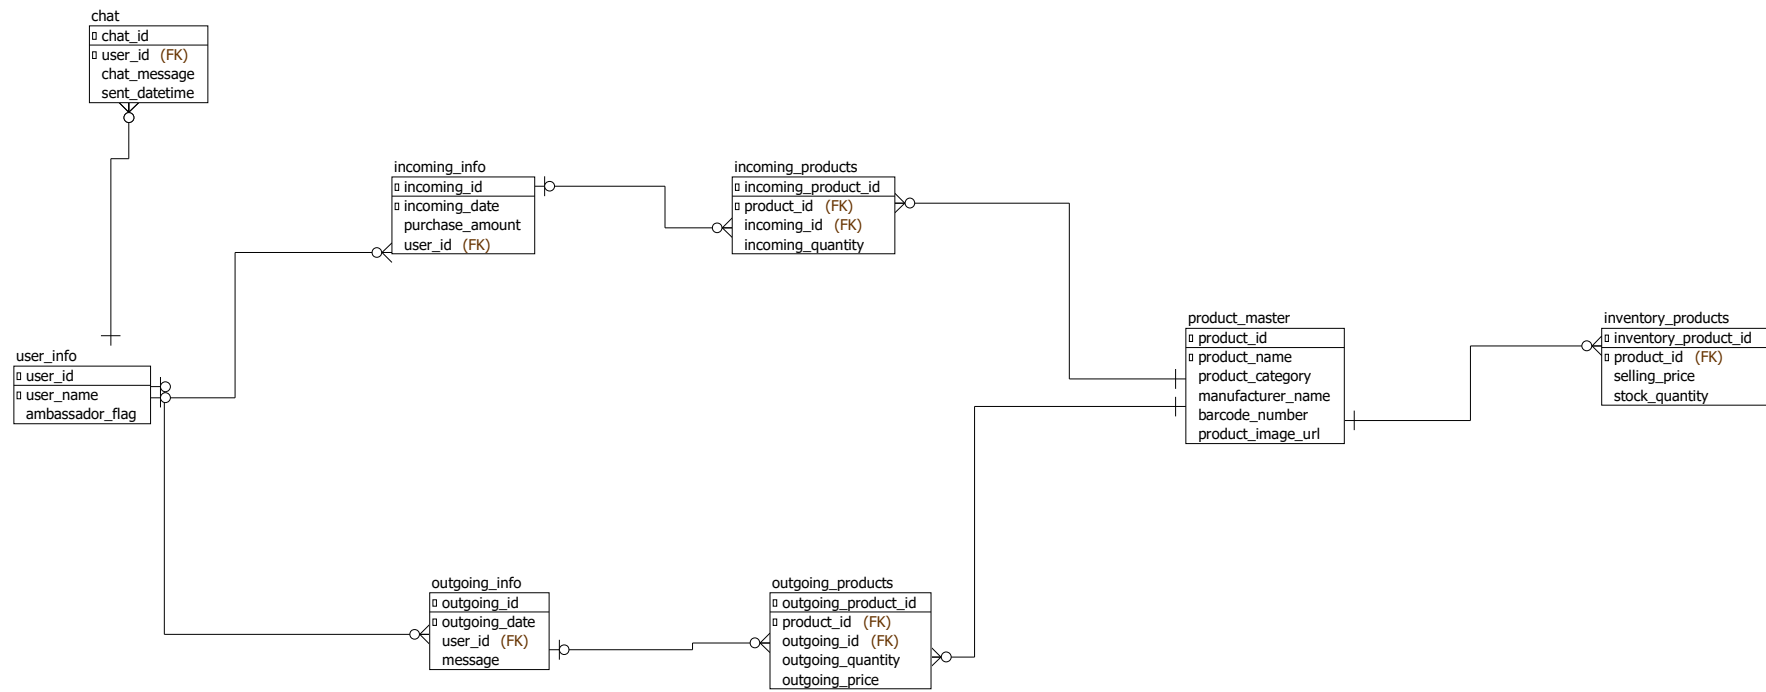 chat
chat_id
user_id (FK)
chat_message
sent_datetime
incoming_info
incoming_id
incoming_date
purchase_amount
user_id (FK)
incoming_products
incoming_product_id
product_id (FK)
incoming_id (FK)
incoming_quantity
user_info
user_id
user_name
ambassador_flag
product_master
product_id
product_name
product_category
manufacturer_name
barcode_number
product_image_url
inventory_products
inventory_product_id
product_id (FK)
selling_price
stock_quantity
outgoing_info
outgoing_id
outgoing_date
user_id (FK)
message
outgoing_products
outgoing_product_id
product_id (FK)
outgoing_id (FK)
outgoing_quantity
outgoing_price